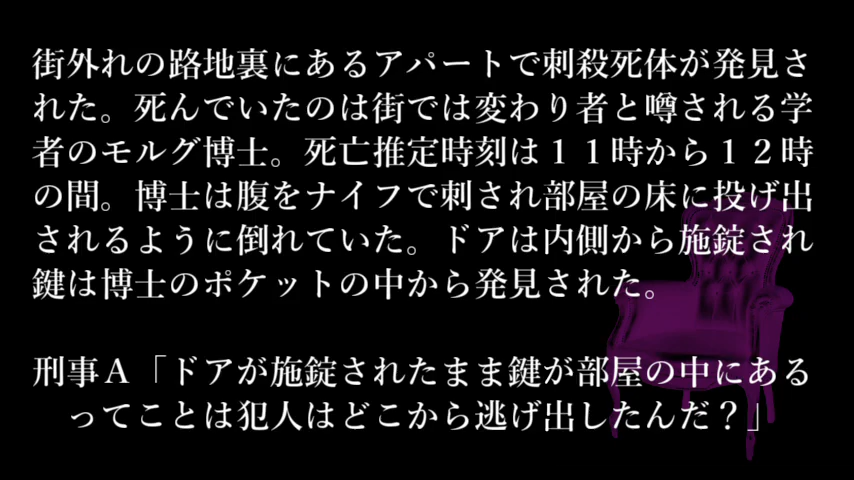 街外れの路地裏にあるアパートで刺殺死体が発見さ
れた。死んでいたのは街では変わり者と噂される学
者のモルグ博士。死亡推定時刻は１１時から１２時
の間。博士は腹をナイフで刺され部屋の床に投げ出
されるように倒れていた。ドアは内側から施錠され
鍵は博士のポケットの中から発見された。
刑事Ａ「ドアが施錠されたまま鍵が部屋の中にある
ってことは犯人はどこから逃げ出したんだ？」